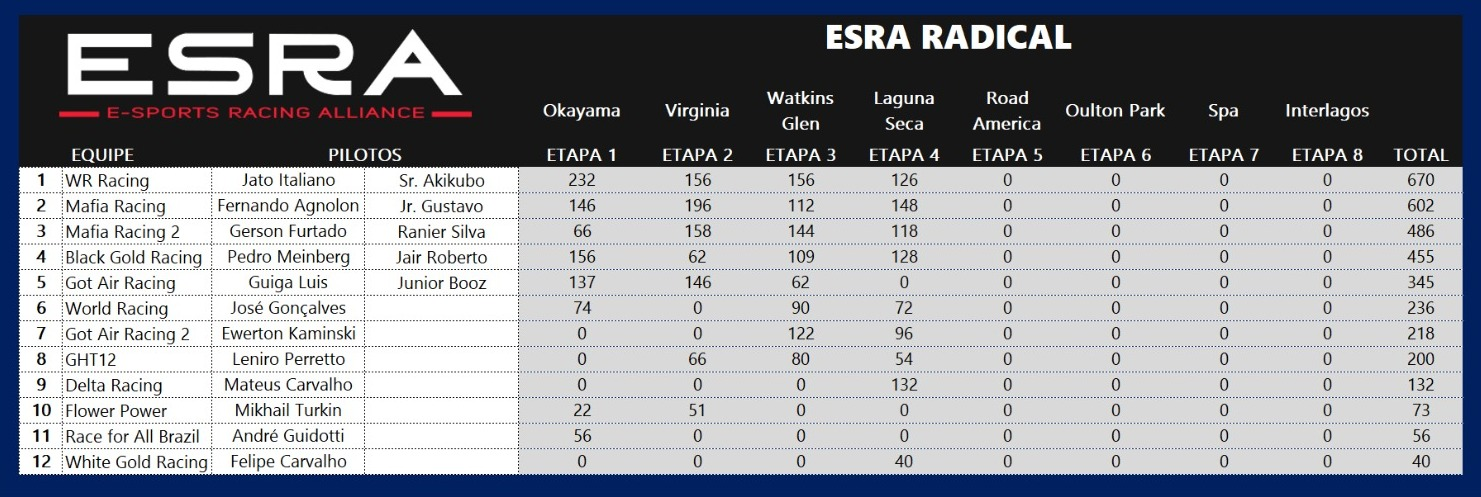 ESRA
E-SPORTS RACING ALLIANCE
ESRA RADICAL
Okayama Virginia Watkins Glen Laguna Seca Road America Oulton Park Spa Interlagos
EQUIPE PILOTOS ETAPA 1 ETAPA 2 ETAPA 3 ETAPA 4 ETAPA 5 ETAPA 6 ETAPA 7 ETAPA 8 TOTAL
1 WR Racing Jato Italiano Sr. Akikubo 232 156 156 126 0 0 0 0 670
2 Mafia Racing Fernando Agnolon Jr. Gustavo 146 196 112 148 0 0 0 0 602
3 Mafia Racing 2 Gerson Furtado Ranier Silva 66 158 144 118 0 0 0 0 486
4 Black Gold Racing Pedro Meinberg Jair Roberto 156 62 109 128 0 0 0 0 455
5 Got Air Racing Guiga Luis Junior Booz 137 146 62 0 0 0 0 0 345
6 World Racing José Gonçalves 74 0 90 72 0 0 0 0 236
7 Got Air Racing 2 Ewerton Kaminski 0 0 122 96 0 0 0 0 218
8 GHT12 Leniro Perretto 0 66 80 54 0 0 0 0 200
9 Delta Racing Mateus Carvalho 0 0 0 132 0 0 0 0 132
10 Flower Power Mikhail Turkin 22 51 0 0 0 0 0 0 73
11 Race for All Brazil André Guidotti 56 0 0 0 0 0 0 0 56
12 White Gold Racing Felipe Carvalho 0 0 0 40 0 0 0 0 40